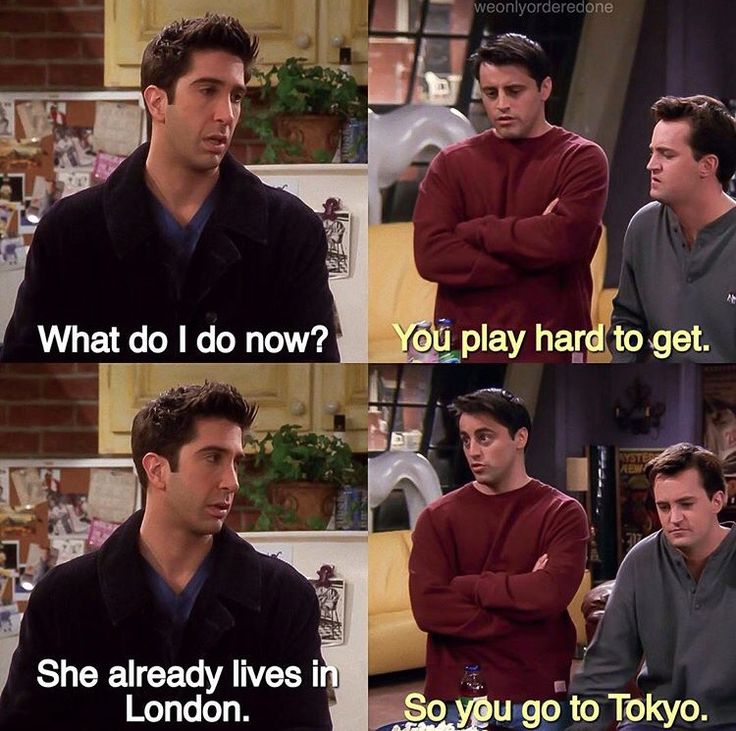 weonlyorderedone
What do I do now?
You play hard to get.
She already lives in
London.
So you go to Tokyo.